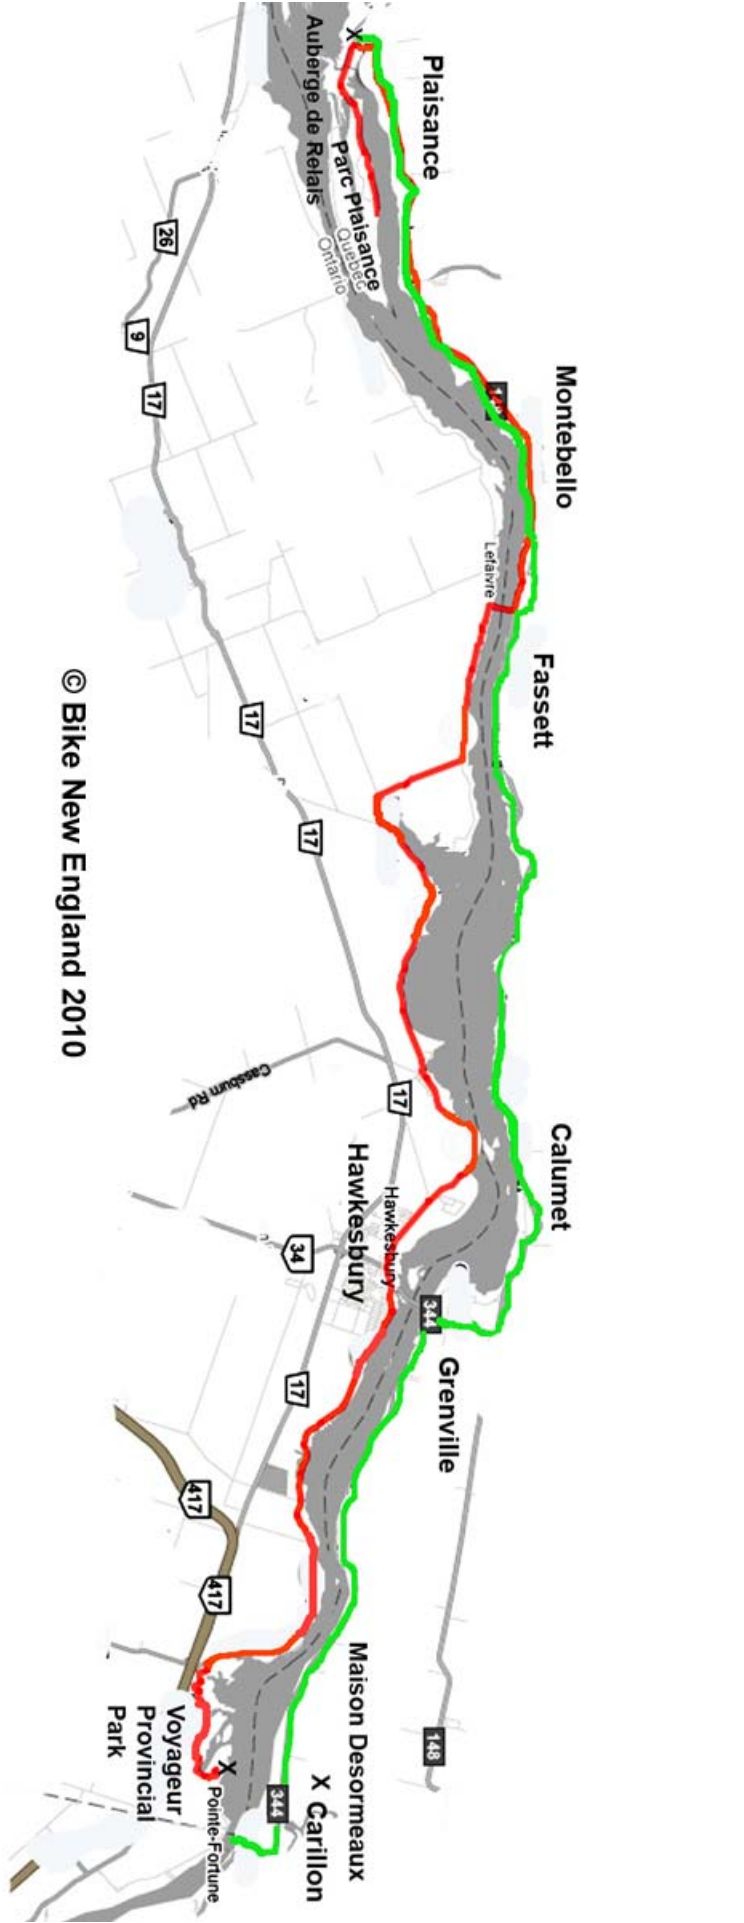 Plaisance
X
Auberge de Relais
Parc Plaisance
Quebec
Ontario
26
9
17
Montebello
Lefaivre
Fassett
17
17
© Bike New England 2010
Cassburn Rd
17
Calumet
Hawkesbury
Hawkesbury
34
344
Grenville
17
417
417
148
Maison Desormeaux
X Carillon
344
X
Pointe-Fortune
Voyageur
Provincial
Park